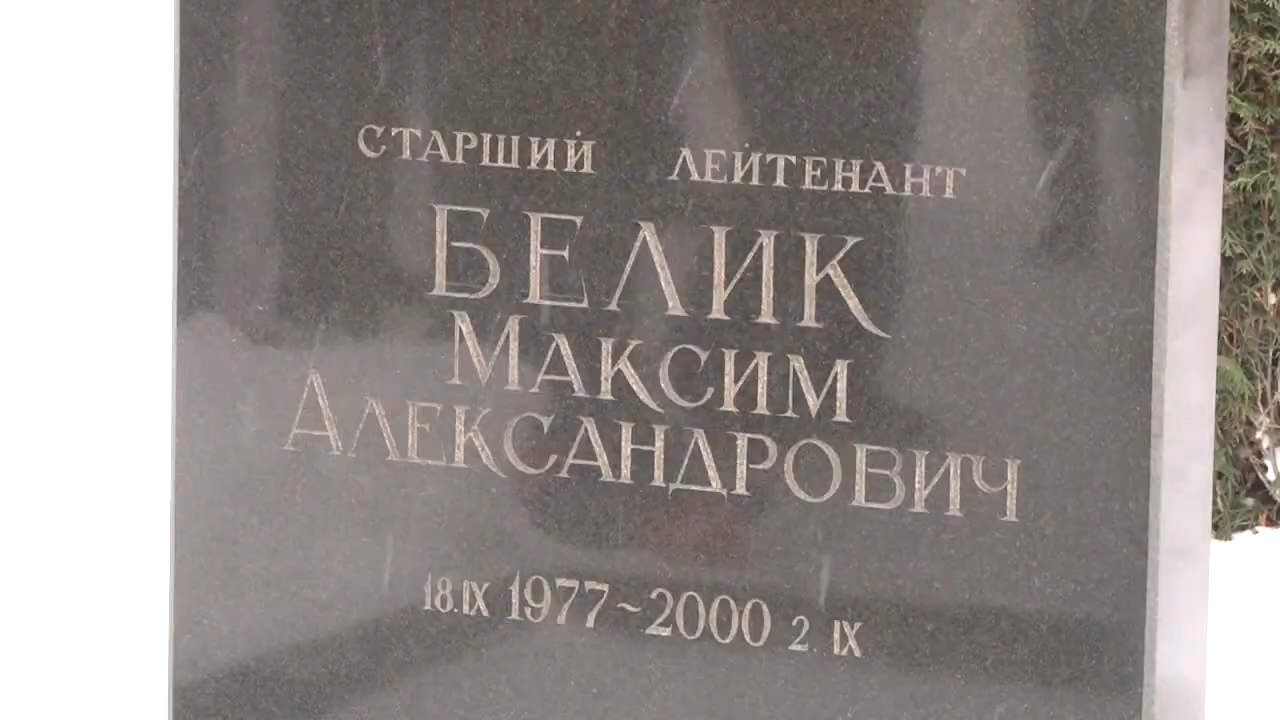 СТАРШИЙ ЛЕЙТЕНАНТ
БЕЛИК
МАКСИМ
АЛЕКСАНДРОВИЧ
18.IX 1977~2000 2.IX